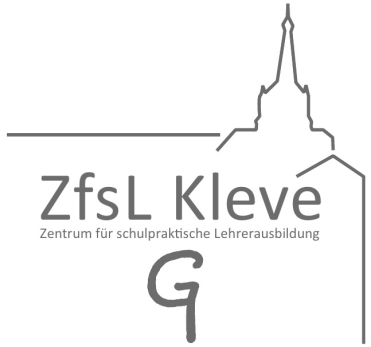 ZfsL Kleve
Zentrum für schulpraktische Lehrerausbildung
G